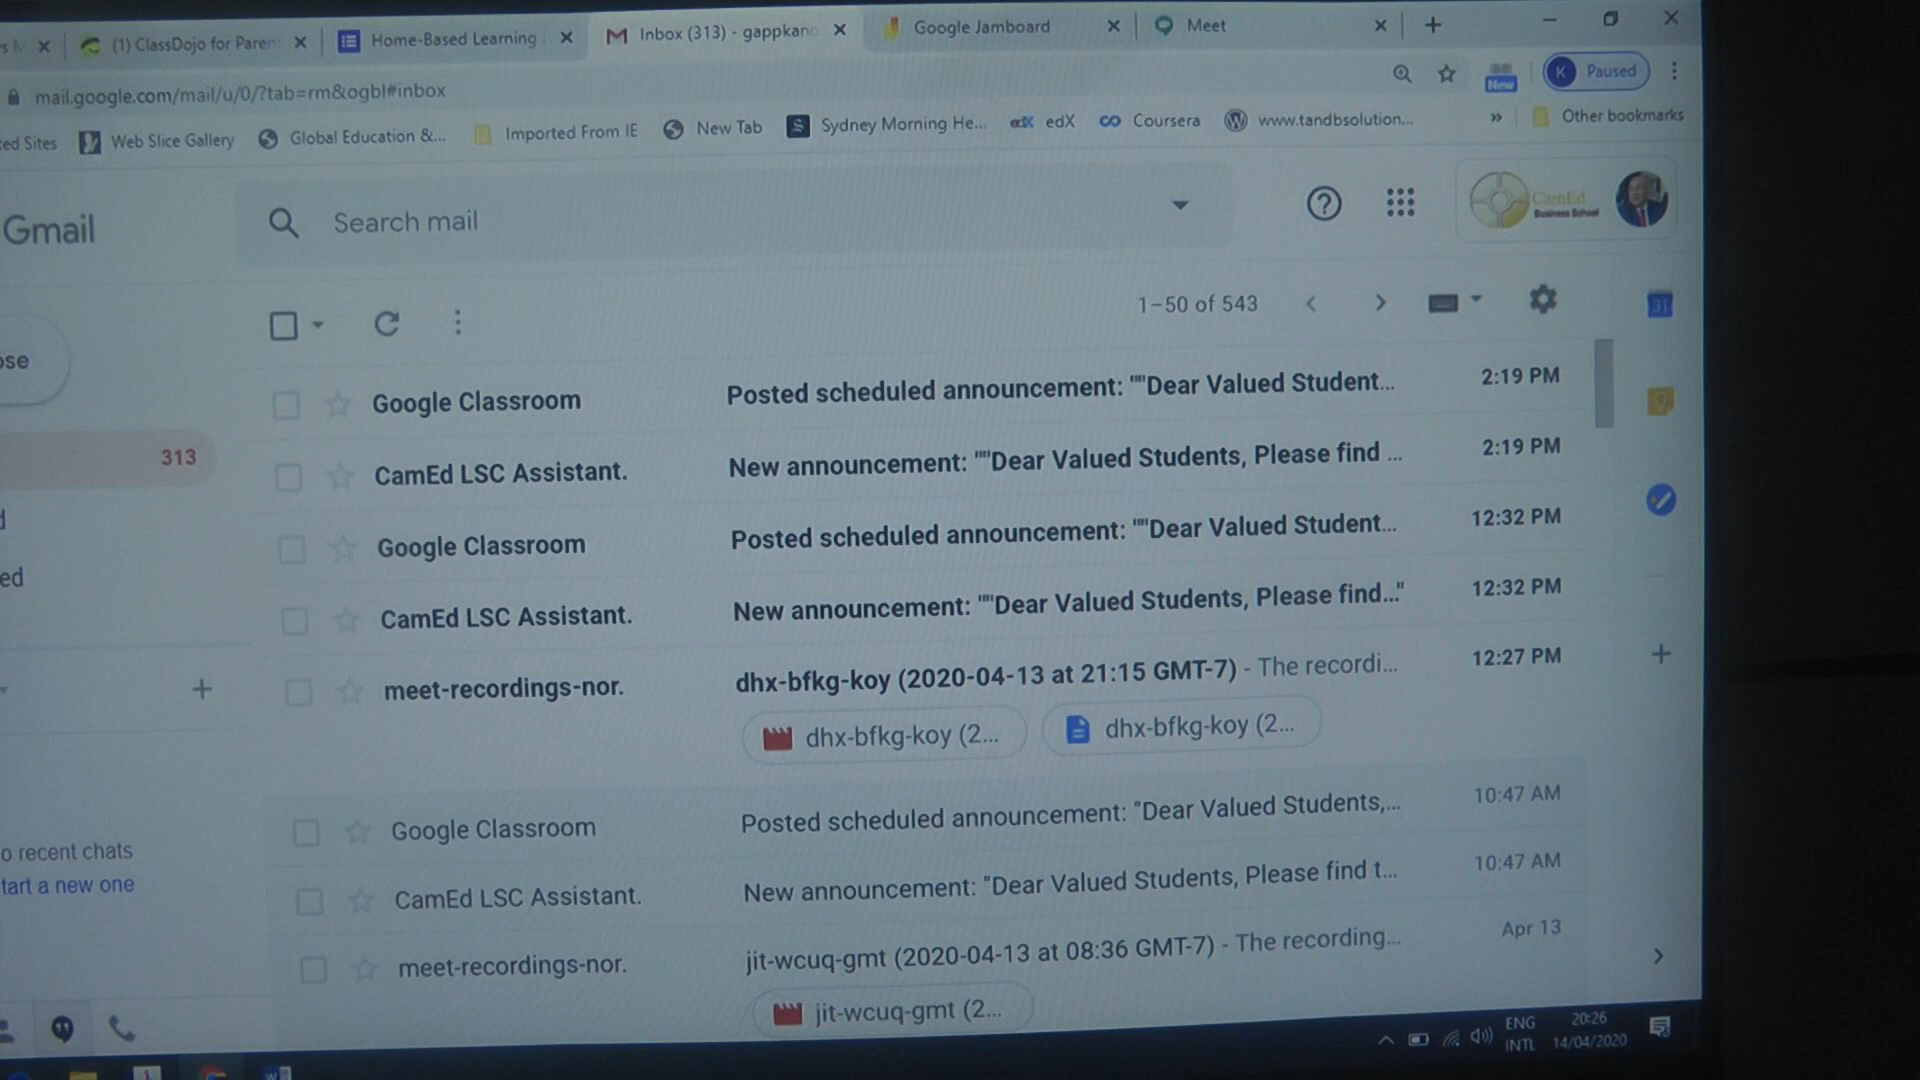 (1) ClassDojo for Paren
Home-Based Learning
Inbox (313) - gappkano
Google Jamboard
Meet
mail.google.com/mail/u/0/?tab=rm&ogbl#inbox
New
K Paused
ed Sites
Web Slice Gallery
Global Education &...
Imported From IE
New Tab
S
Sydney Morning He...
edX edX
Coursera
www.tandbsolution...
»
Other bookmarks
Gmail
Search mail
CamEd
Business School
ose
1–50 of 543
31
313
ed
Google Classroom Posted scheduled announcement: ""Dear Valued Student... 2:19 PM
CamEd LSC Assistant. New announcement: ""Dear Valued Students, Please find ... 2:19 PM
Google Classroom Posted scheduled announcement: ""Dear Valued Student... 12:32 PM
CamEd LSC Assistant. New announcement: ""Dear Valued Students, Please find..." 12:32 PM
meet-recordings-nor. dhx-bfkg-koy (2020-04-13 at 21:15 GMT-7) - The recordi... 12:27 PM
dhx-bfkg-koy (2... dhx-bfkg-koy (2...
Google Classroom Posted scheduled announcement: "Dear Valued Students,... 10:47 AM
CamEd LSC Assistant. New announcement: "Dear Valued Students, Please find t... 10:47 AM
meet-recordings-nor. jit-wcuq-gmt (2020-04-13 at 08:36 GMT-7) - The recording... Apr 13
jit-wcuq-gmt (2...
o recent chats
tart a new one
ENG
INTL
20:26
14/04/2020